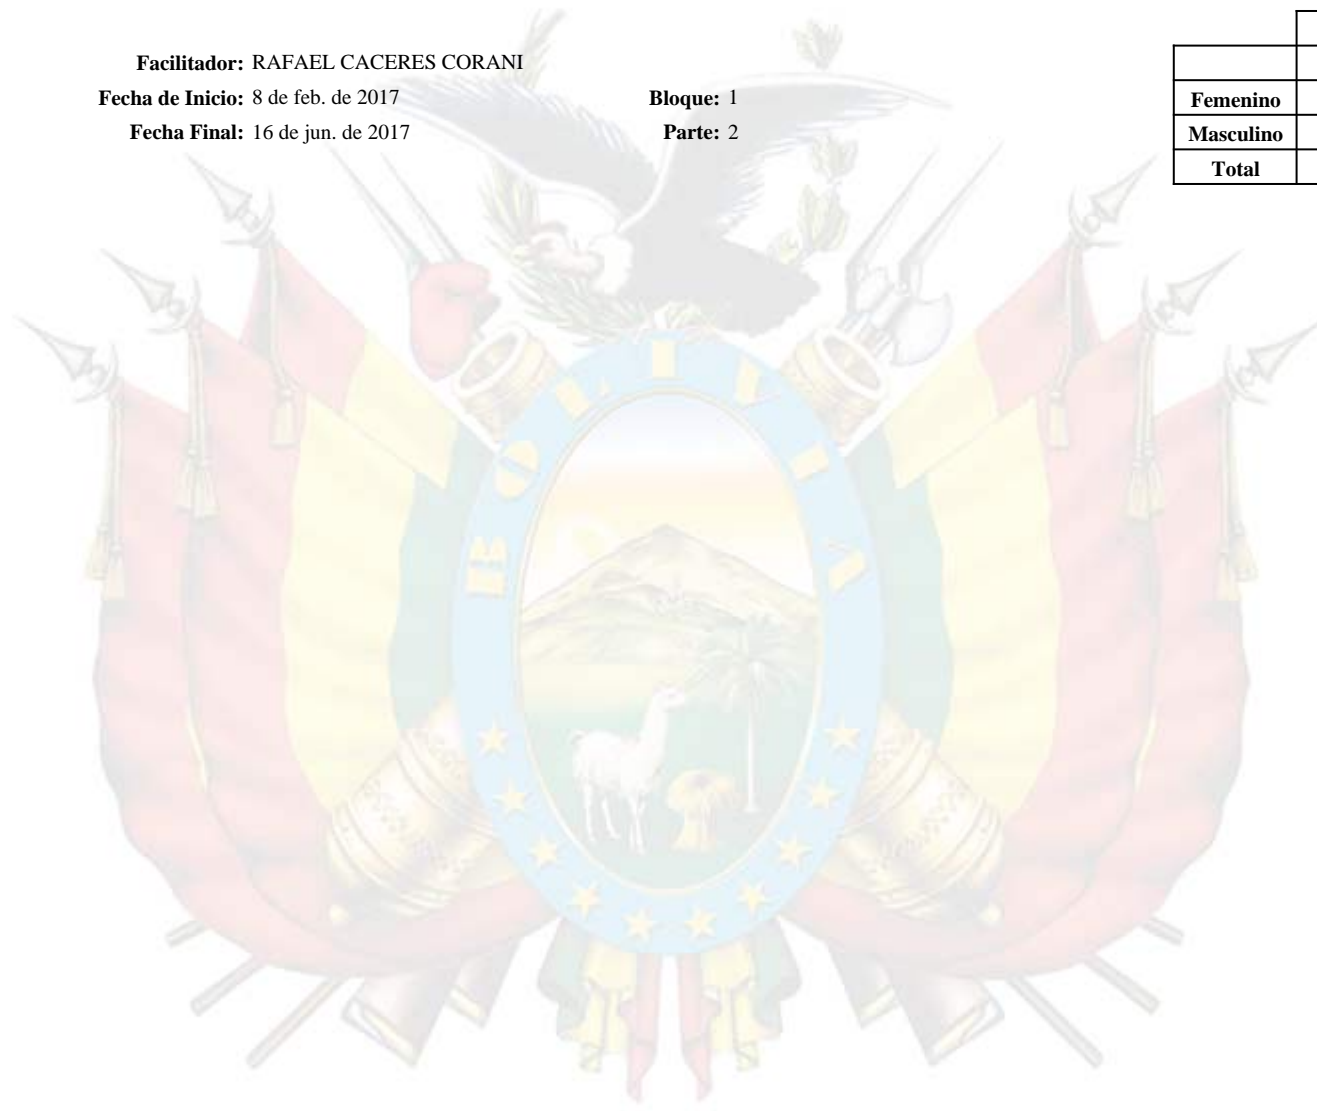 Facilitador: RAFAEL CACERES CORANI
Fecha de Inicio: 8 de feb. de 2017 Bloque: 1
Fecha Final: 16 de jun. de 2017 Parte: 2
Femenino
Masculino
Total
BOLIVIA